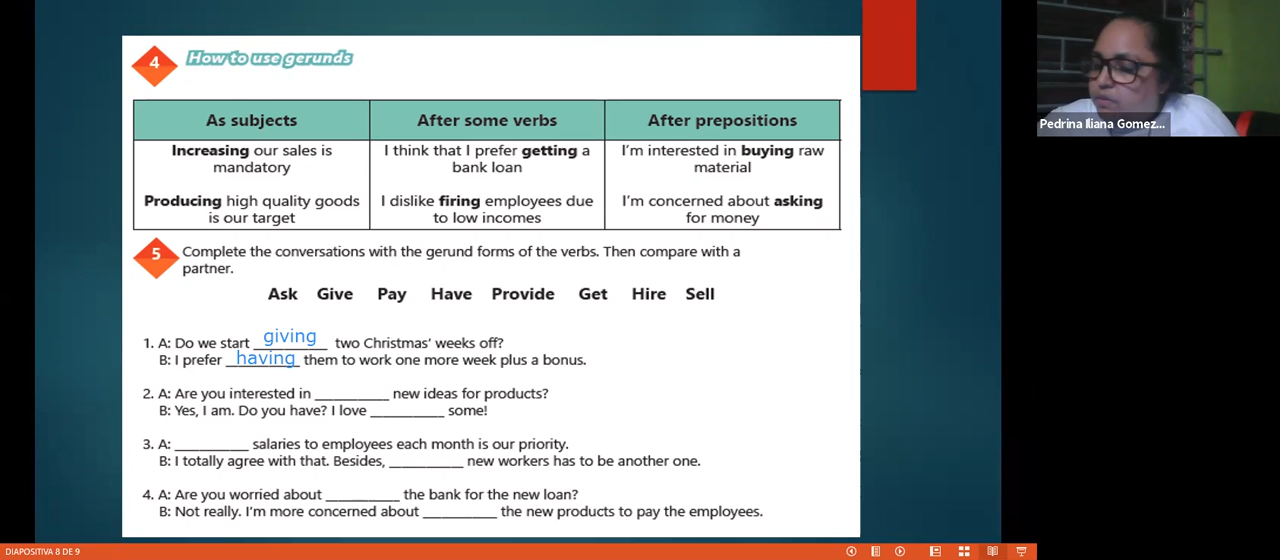 4 How to use gerunds
As subjects After some verbs After prepositions
Increasing our sales is mandatory
I think that I prefer getting a bank loan
I'm interested in buying raw material
Producing high quality goods is our target
I dislike firing employees due to low incomes
I'm concerned about asking for money
5 Complete the conversations with the gerund forms of the verbs. Then compare with a
partner.
Ask Give Pay Have Provide Get Hire Sell
1. A: Do we start giving two Christmas' weeks off?
B: I prefer having them to work one more week plus a bonus.
2. A: Are you interested in __________ new ideas for products?
B: Yes, I am. Do you have? I love __________ some!
3. A: __________ salaries to employees each month is our priority.
B: I totally agree with that. Besides, __________ new workers has to be another one.
4. A: Are you worried about __________ the bank for the new loan?
B: Not really. I'm more concerned about __________ the new products to pay the employees.
Pedrina Iliana Gomez...
DIAPOSITIVA 8 DE 9